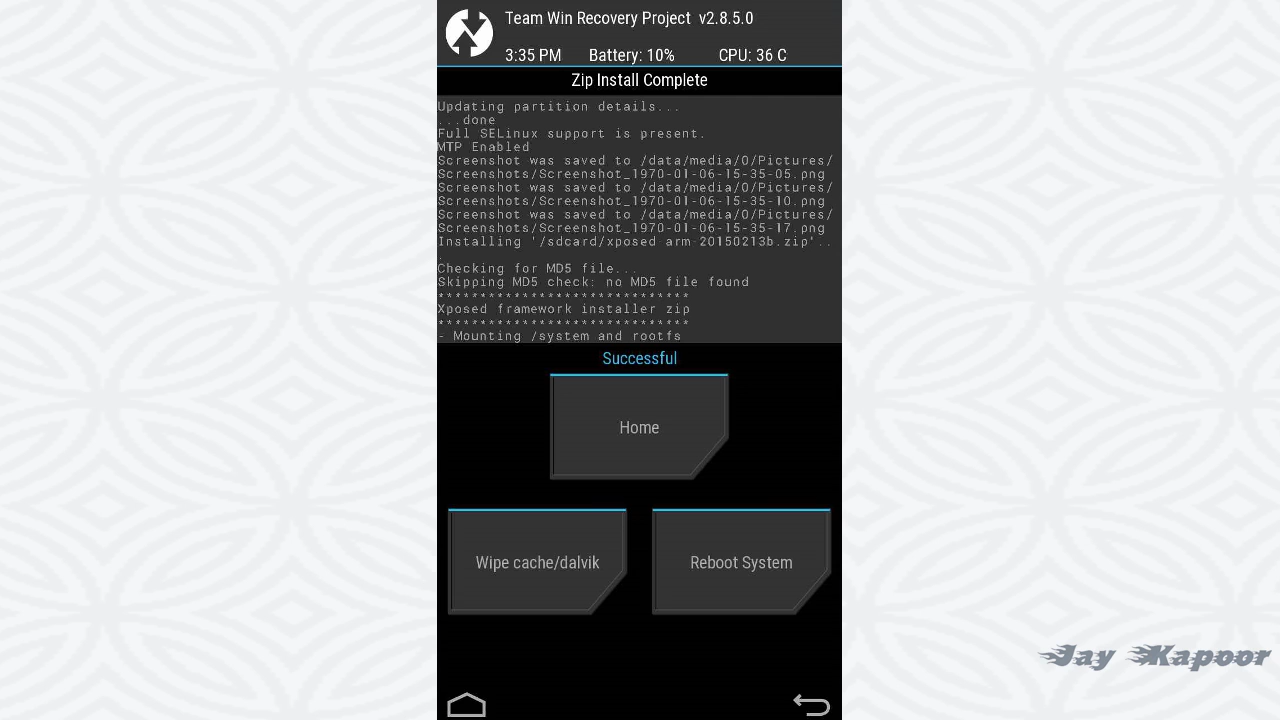 Team Win Recovery Project v2.8.5.0
3:35 PM Battery: 10% CPU: 36 C
Zip Install Complete
Updating partition details...
...done
Full SELinux support is present.
MTP Enabled
Screenshot was saved to /data/media/0/Pictures/
Screenshots/Screenshot_1970-01-06-15-35-05.png
Screenshot was saved to /data/media/0/Pictures/
Screenshots/Screenshot_1970-01-06-15-35-10.png
Screenshot was saved to /data/media/0/Pictures/
Screenshots/Screenshot_1970-01-06-15-35-17.png
Installing '/sdcard/xposed-arm-20150213b.zip'..
.
Checking for MD5 file...
Skipping MD5 check: no MD5 file found
******************************
Xposed framework installer zip
******************************
- Mounting /system and rootfs
Successful
Home
Wipe cache/dalvik
Reboot System
Jay Kapoor